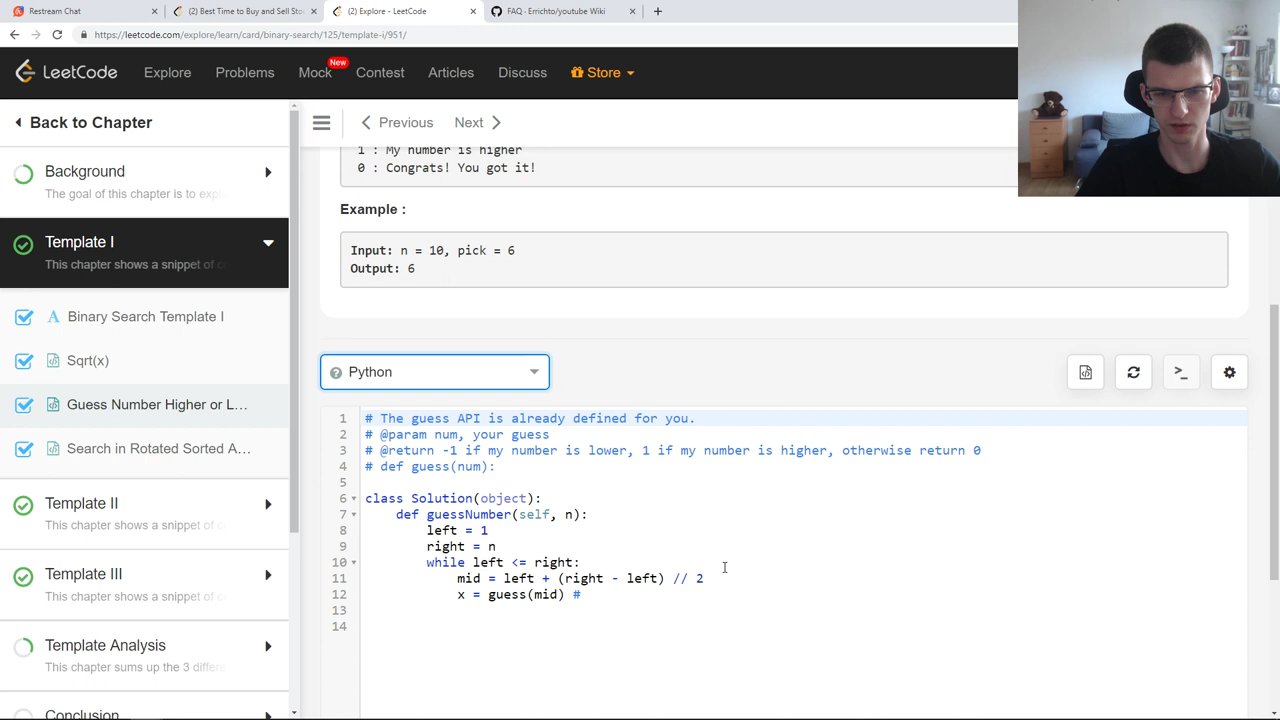 Restream Chat
(2) Best Time to Buy and Sell Sto
(2) Explore - LeetCode
FAQ · Errichto/youtube Wiki
https://leetcode.com/explore/learn/card/binary-search/125/template-i/951/
LeetCode
Explore
Problems
Mock
New
Contest
Articles
Discuss
Store
Back to Chapter
Previous
Next
Background
The goal of this chapter is to expl
Template I
This chapter shows a snippet of c
Binary Search Template I
Sqrt(x)
Guess Number Higher or L...
Search in Rotated Sorted A...
Template II
This chapter shows a snippet of c
Template III
This chapter shows a snippet of c
Template Analysis
This chapter sums up the 3 differ
Conclusion
1 : My number is higher
0 : Congrats! You got it!
Example :
Input: n = 10, pick = 6
Output: 6
Python
1 # The guess API is already defined for you.
2 # @param num, your guess
3 # @return -1 if my number is lower, 1 if my number is higher, otherwise return 0
4 # def guess(num):
5
6 class Solution(object):
7 def guessNumber(self, n):
8 left = 1
9 right = n
10 while left <= right:
11 mid = left + (right - left) // 2
12 x = guess(mid) #
13
14